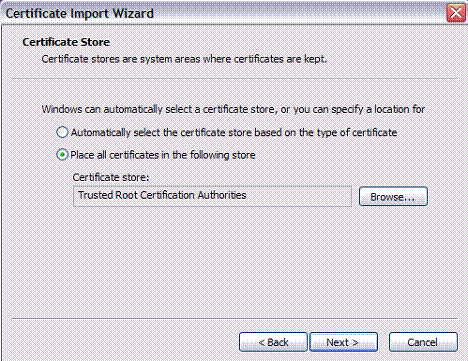 Certificate Import Wizard
Certificate Store
Certificate stores are system areas where certificates are kept.
Windows can automatically select a certificate store, or you can specify a location for
Automatically select the certificate store based on the type of certificate
Place all certificates in the following store
Certificate store:
Trusted Root Certification Authorities
Browse...
< Back
Next >
Cancel